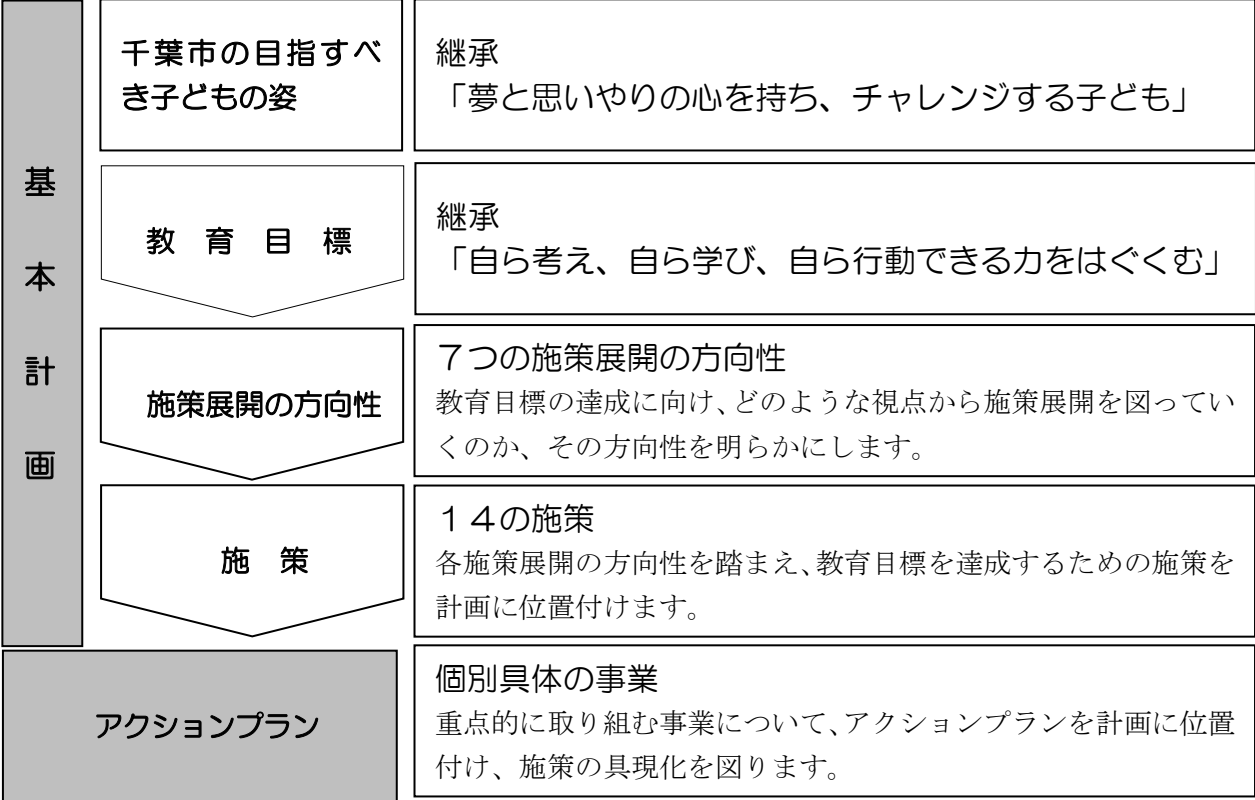 基本計画
千葉市の目指すべ
き子どもの姿
継承
「夢と思いやりの心を持ち、チャレンジする子ども」
教 育 目 標
継承
「自ら考え、自ら学び、自ら行動できる力をはぐくむ」
施策展開の方向性
７つの施策展開の方向性
教育目標の達成に向け、どのような視点から施策展開を図ってい
くのか、その方向性を明らかにします。
施 策
１４の施策
各施策展開の方向性を踏まえ、教育目標を達成するための施策を
計画に位置付けます。
アクションプラン
個別具体の事業
重点的に取り組む事業について、アクションプランを計画に位置
付け、施策の具現化を図ります。